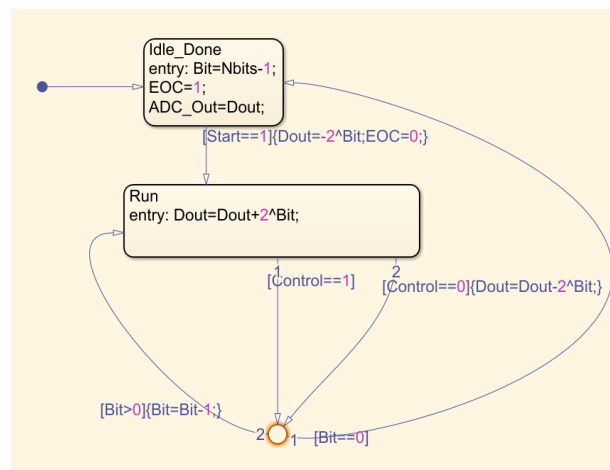 Idle_Done
entry: Bit=Nbits-1;
EOC=1;
ADC_Out=Dout;
[Start==1]{Dout=-2^Bit;EOC=0;}
Run
entry: Dout=Dout+2^Bit;
1
2
[Control==1]
[Control==0]{Dout=Dout-2^Bit;}
[Bit>0]{Bit=Bit-1;}
2
1
[Bit==0]